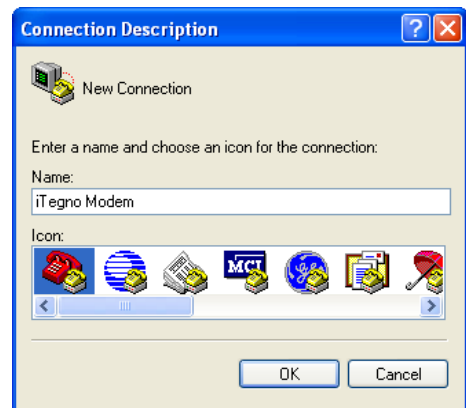 Connection Description
New Connection
Enter a name and choose an icon for the connection:
Name:
iTegno Modem
Icon:
MCI
OK Cancel